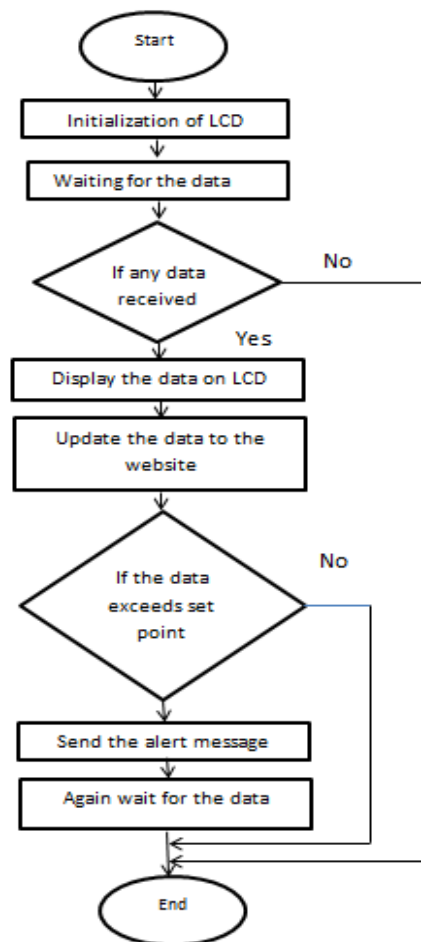 Start
Initialization of LCD
Waiting for the data
If any data
received
No
Yes
Display the data on LCD
Update the data to the
website
If the data
exceeds set
point
No
Send the alert message
Again wait for the data
End